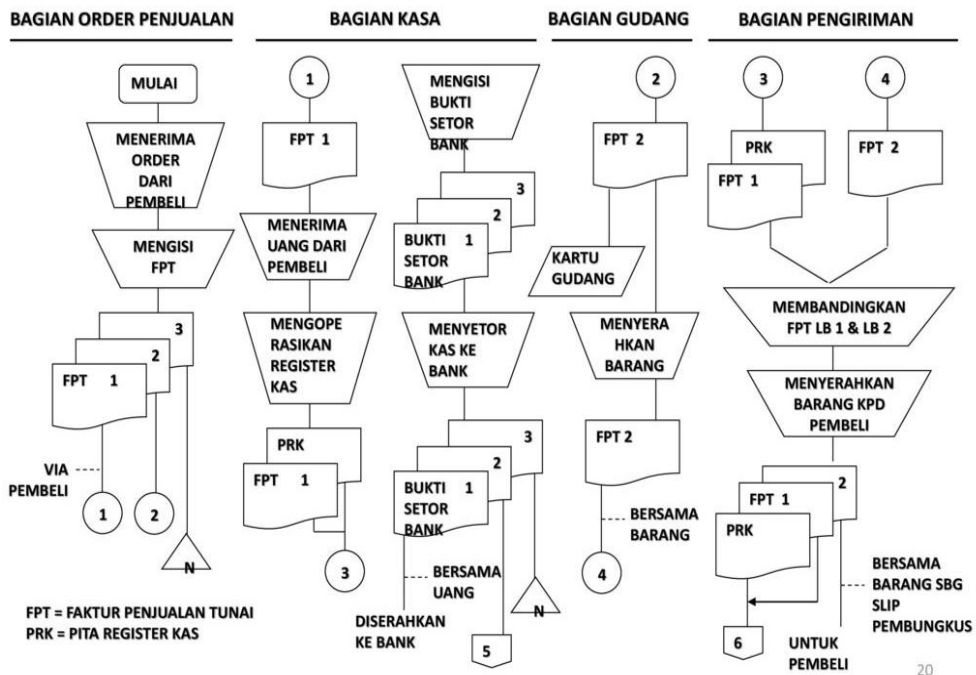 BAGIAN ORDER PENJUALAN
MULAI
MENERIMA
ORDER
DARI
PEMBELI
MENGISI
FPT
3
2
FPT 1
VIA
PEMBELI
1
2
N
FPT = FAKTUR PENJUALAN TUNAI
PRK = PITA REGISTER KAS
BAGIAN KASA
1
FPT 1
MENERIMA
UANG DARI
PEMBELI
MENGOPE
RASIKAN
REGISTER
KAS
PRK
FPT 1
3
MENGISI
BUKTI
SETOR
BANK
3
2
BUKTI 1
SETOR
BANK
MENYETOR
KAS KE
BANK
3
2
BUKTI 1
SETOR
BANK
BERSAMA
UANG
DISERAHKAN
KE BANK
5
N
BAGIAN GUDANG
2
FPT 2
KARTU
GUDANG
MENYERA
HKAN
BARANG
FPT 2
BERSAMA
BARANG
4
BAGIAN PENGIRIMAN
3
4
PRK
FPT 1
FPT 2
MEMBANDINGKAN
FPT LB 1 & LB 2
MENYERAHKAN
BARANG KPD
PEMBELI
2
FPT 1
PRK
BERSAMA
BARANG SBG
SLIP
PEMBUNGKUS
6
UNTUK
PEMBELI
20